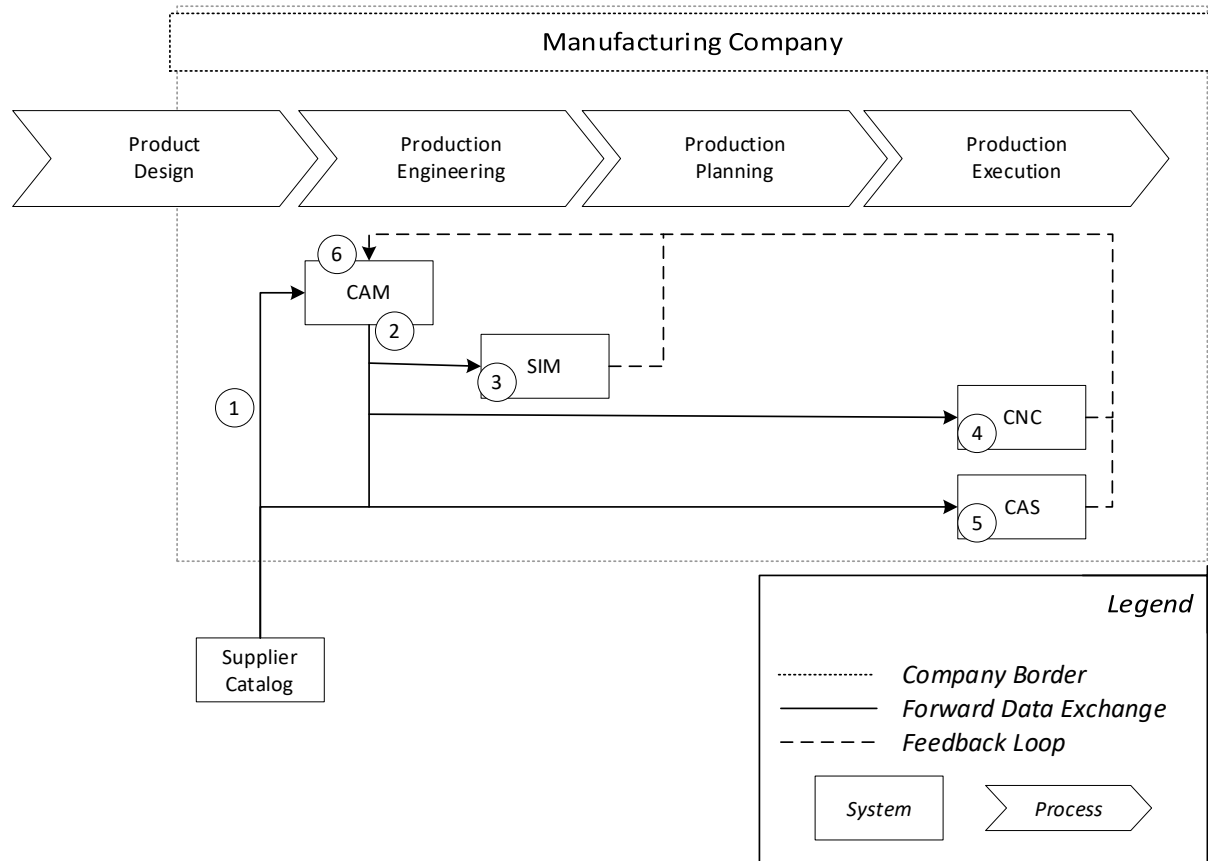 Manufacturing Company
Product
Design
Production
Engineering
Production
Planning
Production
Execution
6
CAM
2
SIM
3
1
CNC
4
CAS
5
Supplier
Catalog
Legend
Company Border
Forward Data Exchange
Feedback Loop
System
Process